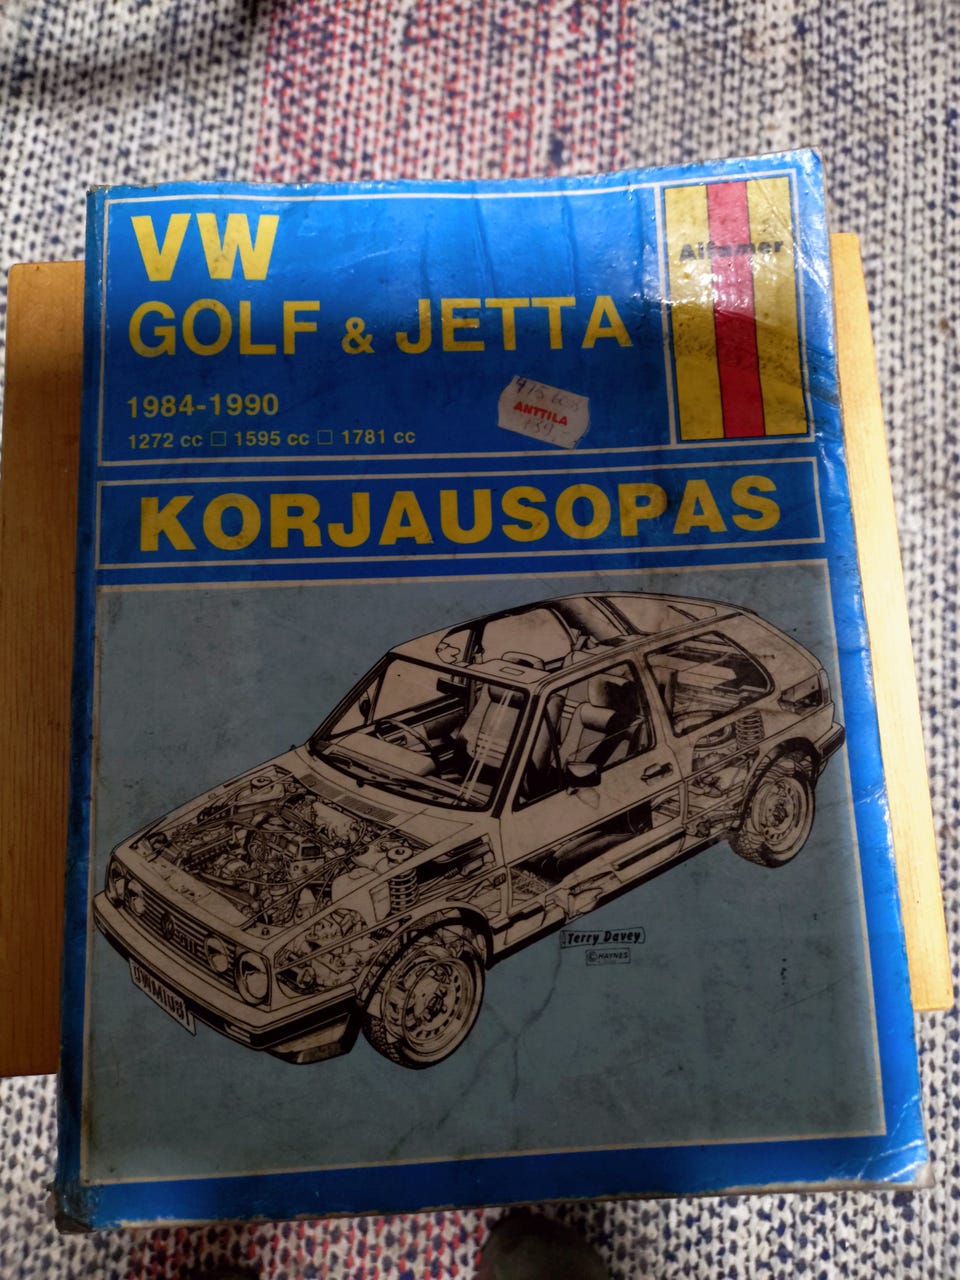 VW
GOLF & JETTA
1984-1990
1272 cc □ 1595 cc □ 1781 cc
Alfamer
ANTTILA
KORJAUSOPAS
Terry Davey
© HAYNES